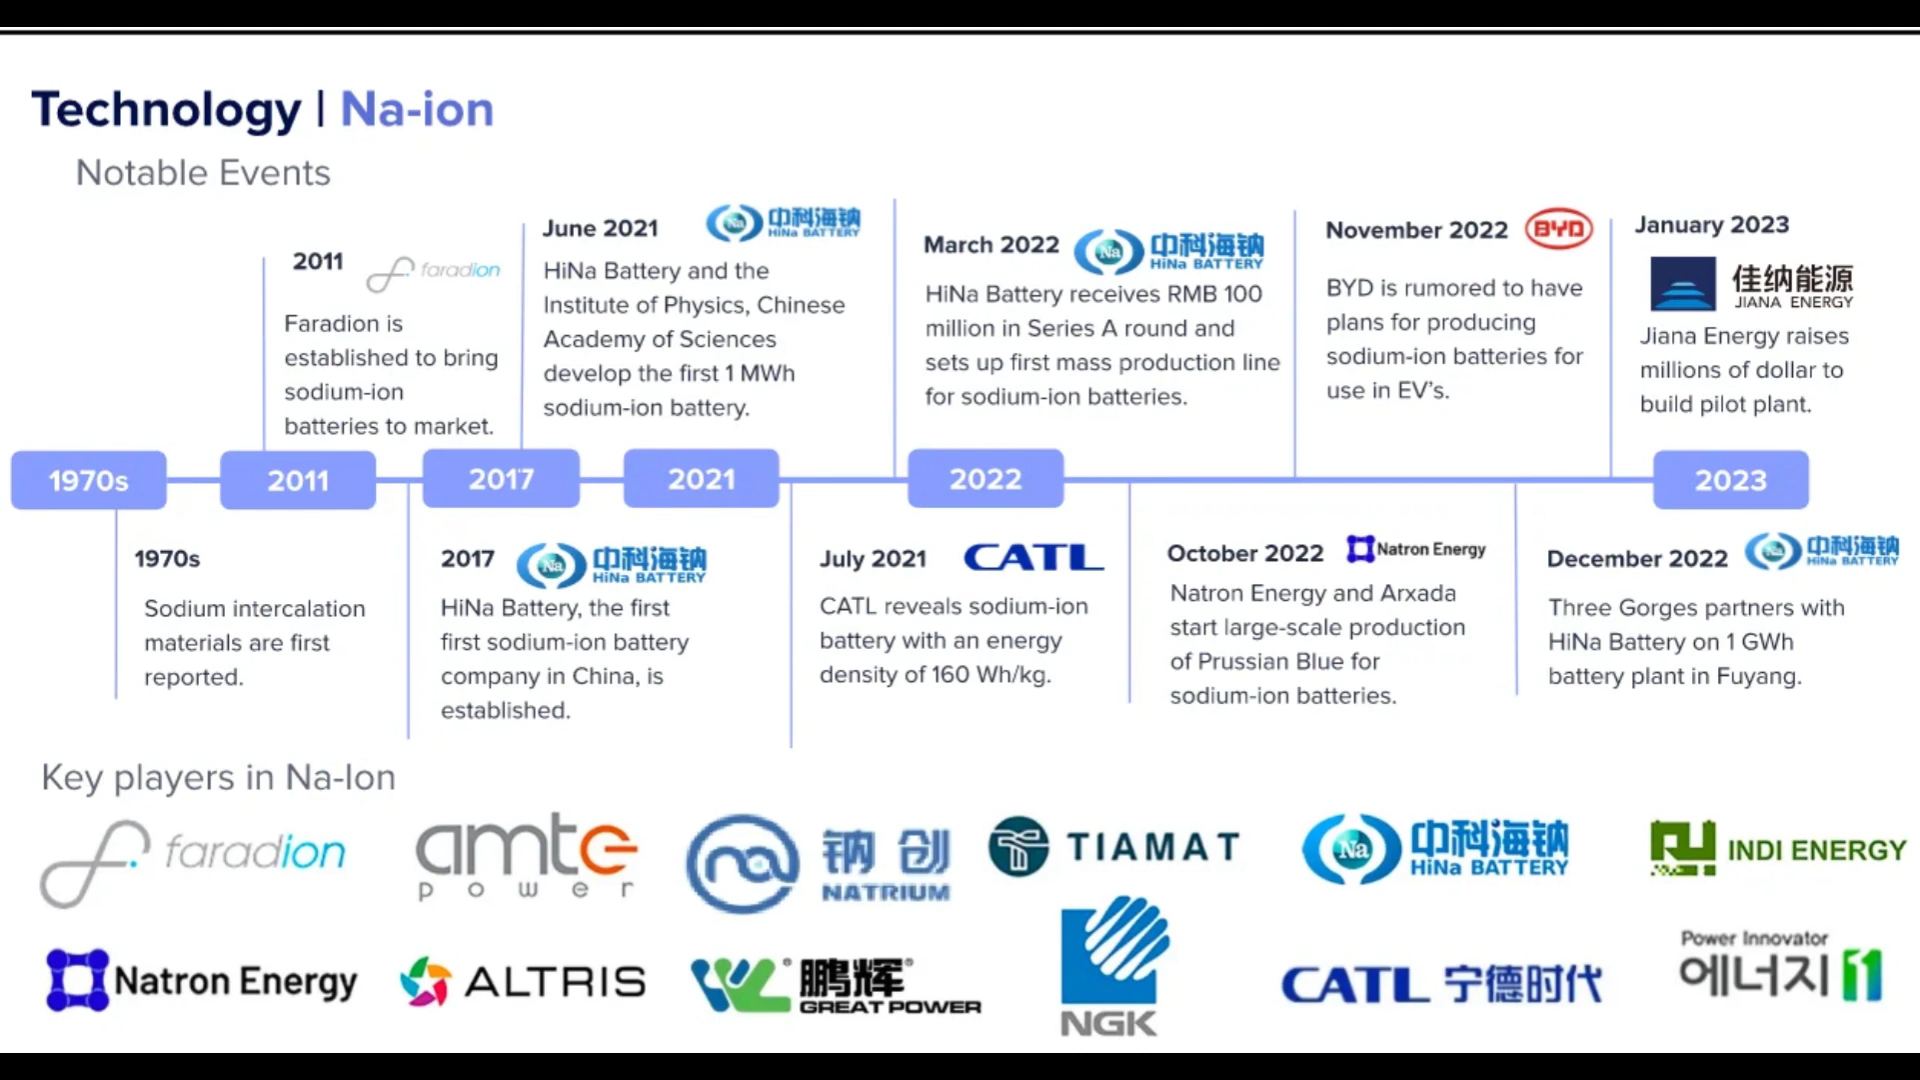 Technology | Na-ion
Notable Events
2011
faradion
Faradion is
established to bring
sodium-ion
batteries to market.
June 2021
Na
中科海钠
HiNa BATTERY
HiNa Battery and the
Institute of Physics, Chinese
Academy of Sciences
develop the first 1 MWh
sodium-ion battery.
March 2022
Na
中科海钠
HiNa BATTERY
HiNa Battery receives RMB 100
million in Series A round and
sets up first mass production line
for sodium-ion batteries.
November 2022
BYD
BYD is rumored to have
plans for producing
sodium-ion batteries for
use in EV's.
January 2023
佳纳能源
JIANA ENERGY
Jiana Energy raises
millions of dollar to
build pilot plant.
1970s
2011
2017
2021
2022
2023
1970s
Sodium intercalation
materials are first
reported.
2017
Na
中科海钠
HiNa BATTERY
HiNa Battery, the first
first sodium-ion battery
company in China, is
established.
July 2021
CATL
CATL reveals sodium-ion
battery with an energy
density of 160 Wh/kg.
October 2022
Natron Energy
Natron Energy and Arxada
start large-scale production
of Prussian Blue for
sodium-ion batteries.
December 2022
Na
中科海钠
HiNa BATTERY
Three Gorges partners with
HiNa Battery on 1 GWh
battery plant in Fuyang.
Key players in Na-Ion
faradion
amte
power
na
钠创
NATRIUM
TIAMAT
Na
中科海钠
HiNa BATTERY
INDI ENERGY
Natron Energy
ALTRIS
鹏辉
GREAT POWER
NGK
CATL 宁德时代
Power Innovator
에너지 11